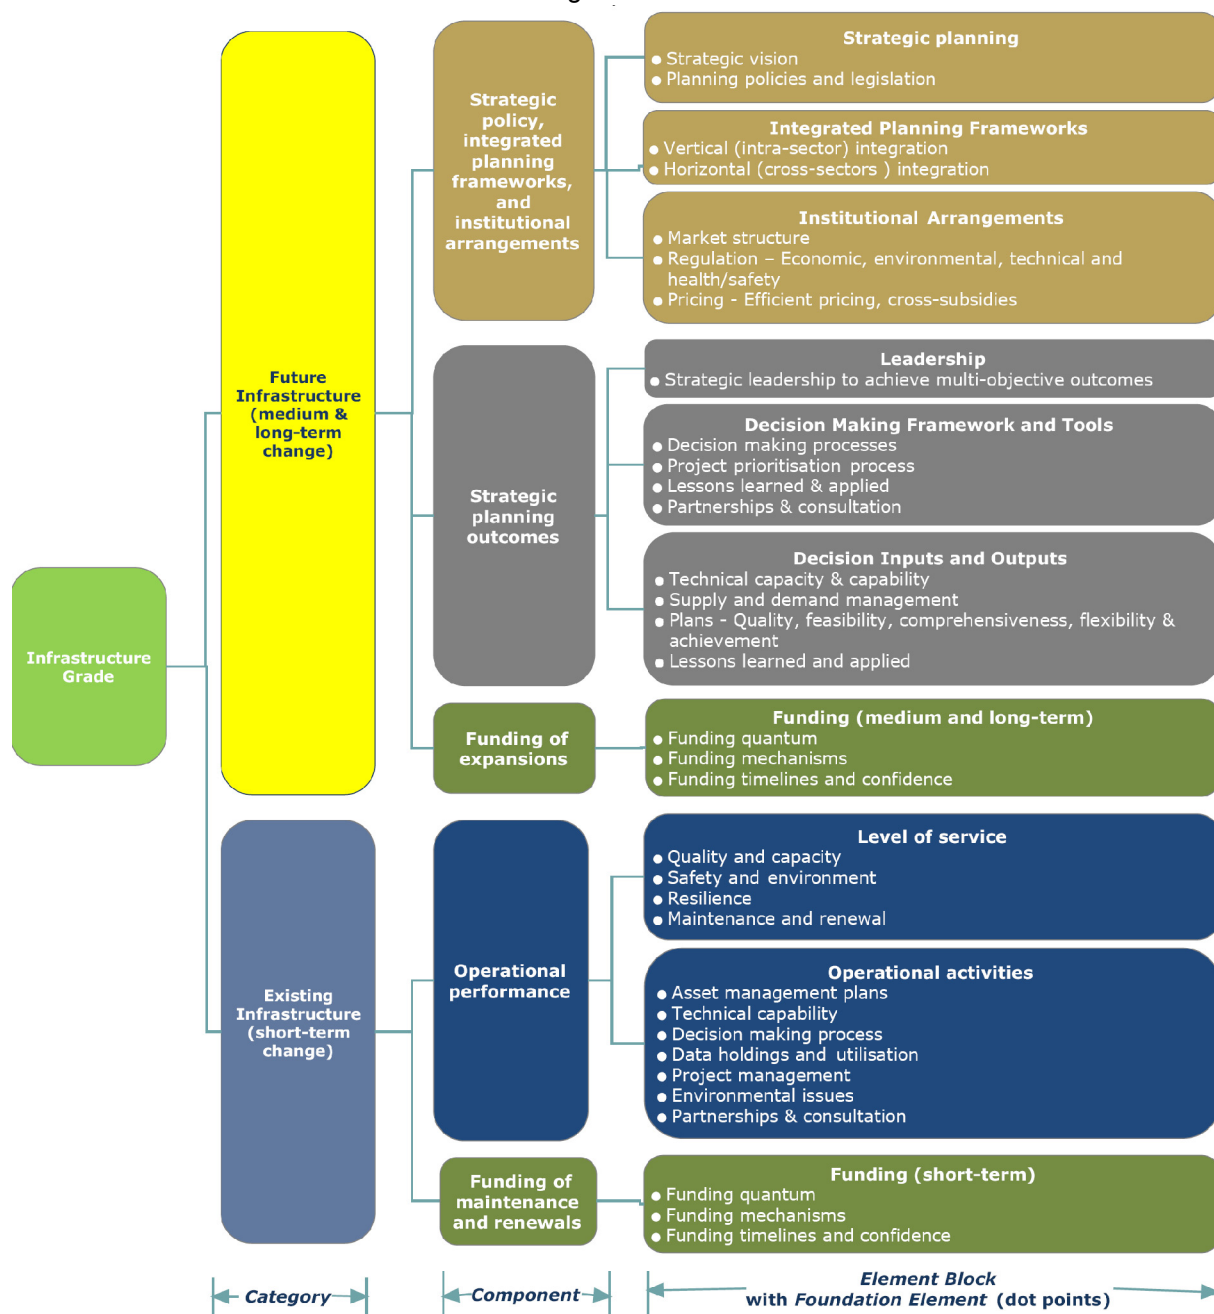 Infrastructure
Grade
Future
Infrastructure
(medium &
long-term
change)
Strategic
policy,
integrated
planning
frameworks,
and
institutional
arrangements
Strategic planning
● Strategic vision
● Planning policies and legislation
Integrated Planning Frameworks
● Vertical (intra-sector) integration
● Horizontal (cross-sectors ) integration
Institutional Arrangements
● Market structure
● Regulation – Economic, environmental, technical and
health/safety
● Pricing - Efficient pricing, cross-subsidies
Strategic
planning
outcomes
Leadership
● Strategic leadership to achieve multi-objective outcomes
Decision Making Framework and Tools
● Decision making processes
● Project prioritisation process
● Lessons learned & applied
● Partnerships & consultation
Decision Inputs and Outputs
● Technical capacity & capability
● Supply and demand management
● Plans - Quality, feasibility, comprehensiveness, flexibility &
achievement
● Lessons learned and applied
Funding of
expansions
Funding (medium and long-term)
● Funding quantum
● Funding mechanisms
● Funding timelines and confidence
Existing
Infrastructure
(short-term
change)
Operational
performance
Level of service
● Quality and capacity
● Safety and environment
● Resilience
● Maintenance and renewal
Operational activities
● Asset management plans
● Technical capability
● Decision making process
● Data holdings and utilisation
● Project management
● Environmental issues
● Partnerships & consultation
Funding of
maintenance
and renewals
Funding (short-term)
● Funding quantum
● Funding mechanisms
● Funding timelines and confidence
Category
Component
Element Block
with Foundation Element (dot points)